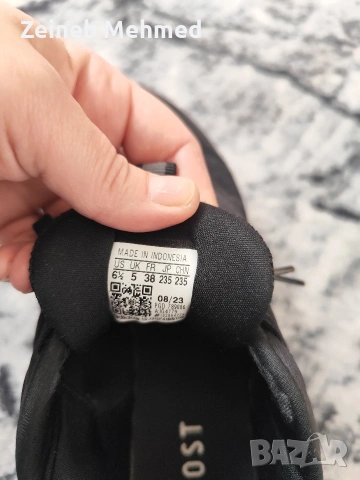 Zeineb Mehmed
MADE IN INDONESIA
US UK FR JP CHN
6½ 5 38 235 235
08/23
OST
BAZAR
bg